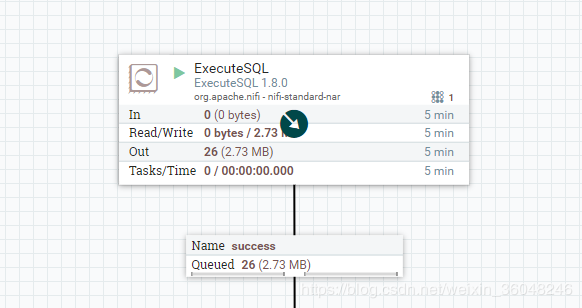 ExecuteSQL
ExecuteSQL 1.8.0
org.apache.nifi - nifi-standard-nar
1
In 0 (0 bytes) 5 min
Read/Write 0 bytes / 2.73 M 5 min
Out 26 (2.73 MB) 5 min
Tasks/Time 0 / 00:00:00.000 5 min
Name success
Queued 26 (2.73 MB)
https://blog.csdn.net/weixin_36048246